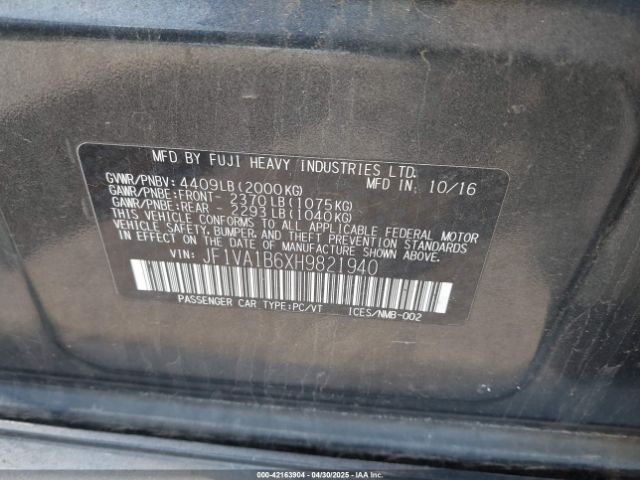 MFD BY FUJI HEAVY INDUSTRIES LTD.
GVWR/PNBV: 4409LB(2000KG) MFD IN: 10/16
GAWR/PNBE:FRONT- 2370LB(1075KG)
GAWR/PNBE:REAR - 2293LB(1040KG)
THIS VEHICLE CONFORMS TO ALL APPLICABLE FEDERAL MOTOR
VEHICLE SAFETY, BUMPER, AND THEFT PREVENTION STANDARDS
IN EFFECT ON THE DATE OF MANUFACTURE SHOWN ABOVE.
VIN: JF1VA1B6XH9821940
PASSENGER CAR TYPE:PC/VT ICES/NMB-002
000-42163904 - 04/30/2025 - IAAI.COM